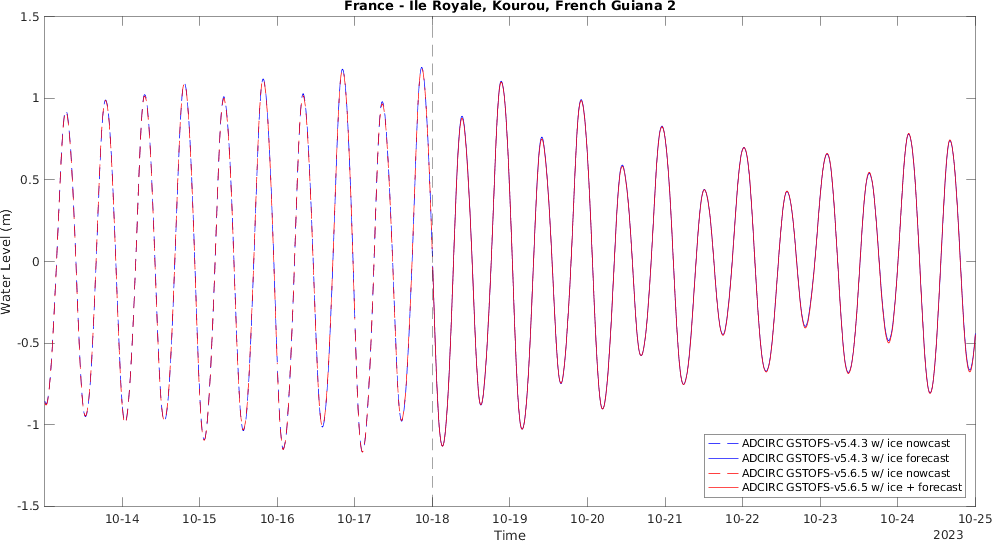 France - Ile Royale, Kourou, French Guiana 2
1.5
1
0.5
0
-0.5
-1
-1.5
Water Level (m)
10-14 10-15 10-16 10-17 10-18 10-19 10-20 10-21 10-22 10-23 10-24 10-25
Time
2023
ADCIRC GSTOFS-v5.4.3 w/ ice nowcast
ADCIRC GSTOFS-v5.4.3 w/ ice forecast
ADCIRC GSTOFS-v5.6.5 w/ ice nowcast
ADCIRC GSTOFS-v5.6.5 w/ ice + forecast